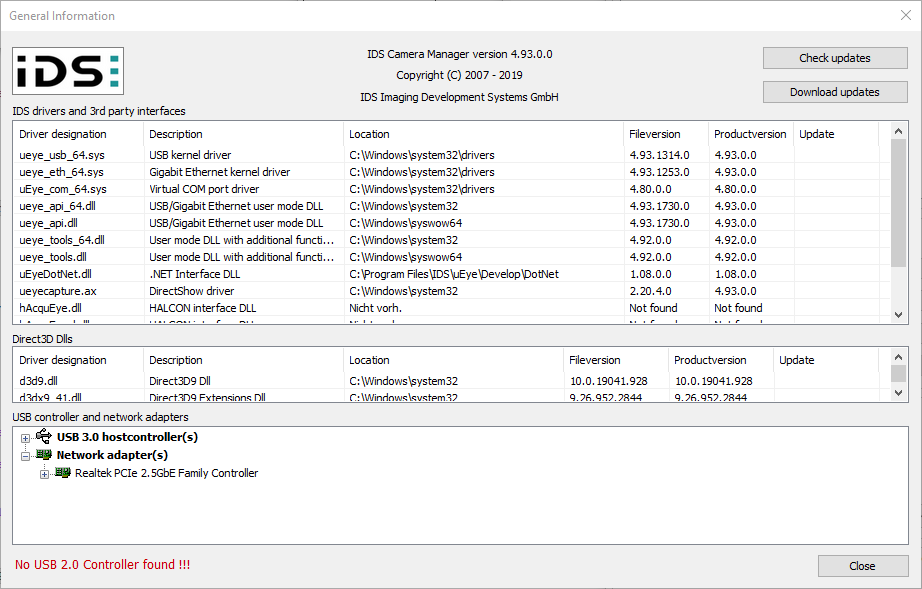 General Information
iDS
IDS Camera Manager version 4.93.0.0
Check updates
Copyright (C) 2007 - 2019
Download updates
IDS Imaging Development Systems GmbH
IDS drivers and 3rd party interfaces
Driver designation Description Location Fileversion Productversion Update
ueye_usb_64.sys USB kernel driver C:\Windows\system32\drivers 4.93.1314.0 4.93.0.0
ueye_eth_64.sys Gigabit Ethernet kernel driver C:\Windows\system32\drivers 4.93.1253.0 4.93.0.0
uEye_com_64.sys Virtual COM port driver C:\Windows\system32\drivers 4.80.0.0 4.80.0.0
ueye_api_64.dll USB/Gigabit Ethernet user mode DLL C:\Windows\system32 4.93.1730.0 4.93.0.0
ueye_api.dll USB/Gigabit Ethernet user mode DLL C:\Windows\syswow64 4.93.1730.0 4.93.0.0
ueye_tools_64.dll User mode DLL with additional functi... C:\Windows\system32 4.92.0.0 4.92.0.0
ueye_tools.dll User mode DLL with additional functi... C:\Windows\syswow64 4.92.0.0 4.92.0.0
uEyeDotNet.dll .NET Interface DLL C:\Program Files\IDS\uEye\Develop\DotNet 1.08.0.0 1.08.0.0
ueyecapture.ax DirectShow driver C:\Windows\system32 2.20.4.0 4.93.0.0
hAcquEye.dll HALCON interface DLL Nicht vorh. Not found Not found
HALCON interface DLL Nicht vorh. Not found Not found
Direct3D Dlls
Driver designation Description Location Fileversion Productversion Update
d3d9.dll Direct3D9 Dll C:\Windows\system32 10.0.19041.928 10.0.19041.928
d3dx9_41.dll Direct3D9 Extensions Dll C:\Windows\system32 9.26.952.2844 9.26.952.2844
USB controller and network adapters
USB 3.0 hostcontroller(s)
Network adapter(s)
Realtek PCIe 2.5GbE Family Controller
No USB 2.0 Controller found !!!
Close